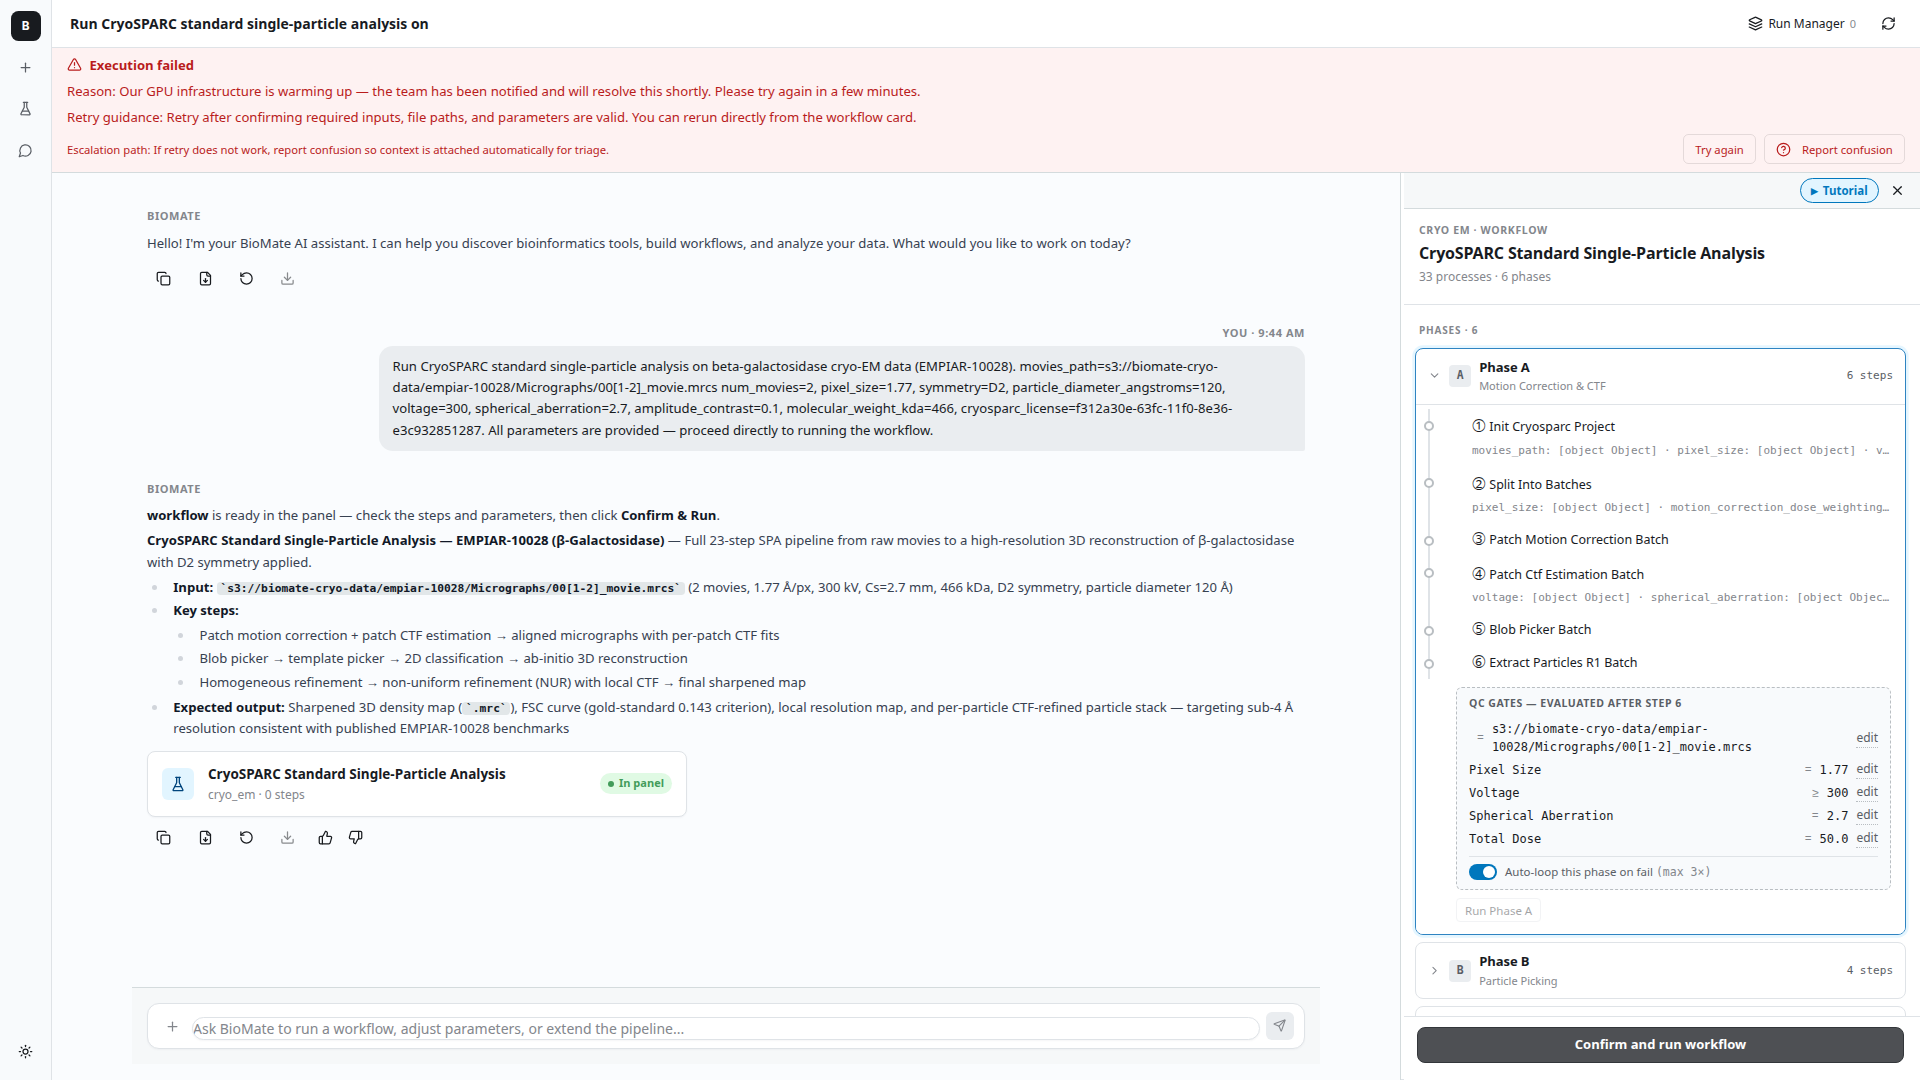 B
Run CryoSPARC standard single-particle analysis on
Run Manager 0
Execution failed
Reason: Our GPU infrastructure is warming up — the team has been notified and will resolve this shortly. Please try again in a few minutes.
Retry guidance: Retry after confirming required inputs, file paths, and parameters are valid. You can rerun directly from the workflow card.
Escalation path: If retry does not work, report confusion so context is attached automatically for triage.
Try again
Report confusion
BIOMATE
Hello! I'm your BioMate AI assistant. I can help you discover bioinformatics tools, build workflows, and analyze your data. What would you like to work on today?
YOU · 9:44 AM
Run CryoSPARC standard single-particle analysis on beta-galactosidase cryo-EM data (EMPIAR-10028). movies_path=s3://biomate-cryo-
data/empiar-10028/Micrographs/00[1-2]_movie.mrcs num_movies=2, pixel_size=1.77, symmetry=D2, particle_diameter_angstroms=120,
voltage=300, spherical_aberration=2.7, amplitude_contrast=0.1, molecular_weight_kda=466, cryosparc_license=f312a30e-63fc-11f0-8e36-
e3c932851287. All parameters are provided — proceed directly to running the workflow.
BIOMATE
workflow is ready in the panel — check the steps and parameters, then click Confirm & Run.
CryoSPARC Standard Single-Particle Analysis — EMPIAR-10028 (β-Galactosidase) — Full 23-step SPA pipeline from raw movies to a high-resolution 3D reconstruction of β-galactosidase
with D2 symmetry applied.
Input: `s3://biomate-cryo-data/empiar-10028/Micrographs/00[1-2]_movie.mrcs` (2 movies, 1.77 Å/px, 300 kV, Cs=2.7 mm, 466 kDa, D2 symmetry, particle diameter 120 Å)
Key steps:
Patch motion correction + patch CTF estimation → aligned micrographs with per-patch CTF fits
Blob picker → template picker → 2D classification → ab-initio 3D reconstruction
Homogeneous refinement → non-uniform refinement (NUR) with local CTF → final sharpened map
Expected output: Sharpened 3D density map (`.mrc`), FSC curve (gold-standard 0.143 criterion), local resolution map, and per-particle CTF-refined particle stack — targeting sub-4 Å
resolution consistent with published EMPIAR-10028 benchmarks
CryoSPARC Standard Single-Particle Analysis
cryo_em · 0 steps
In panel
Ask BioMate to run a workflow, adjust parameters, or extend the pipeline...
Tutorial
CRYO EM · WORKFLOW
CryoSPARC Standard Single-Particle Analysis
33 processes · 6 phases
PHASES · 6
A
Phase A
Motion Correction & CTF
6 steps
① Init Cryosparc Project
movies_path: [object Object] · pixel_size: [object Object] · v…
② Split Into Batches
pixel_size: [object Object] · motion_correction_dose_weighting…
③ Patch Motion Correction Batch
④ Patch Ctf Estimation Batch
voltage: [object Object] · spherical_aberration: [object Objec…
⑤ Blob Picker Batch
⑥ Extract Particles R1 Batch
QC GATES — EVALUATED AFTER STEP 6
= s3://biomate-cryo-data/empiar-
10028/Micrographs/00[1-2]_movie.mrcs edit
Pixel Size = 1.77 edit
Voltage ≥ 300 edit
Spherical Aberration = 2.7 edit
Total Dose = 50.0 edit
Auto-loop this phase on fail (max 3×)
Run Phase A
B
Phase B
Particle Picking
4 steps
Confirm and run workflow